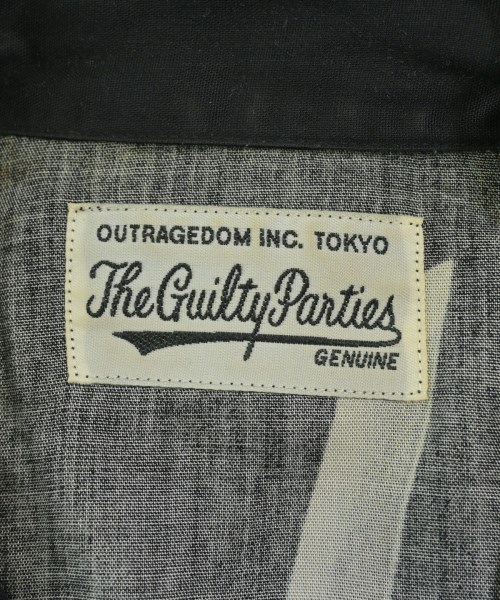 OUTRAGEDOM INC. TOKYO
The Guilty Parties
GENUINE